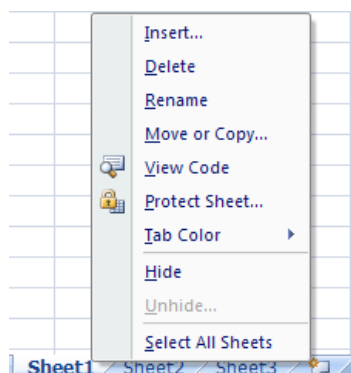 Insert...
Delete
Rename
Move or Copy...
View Code
Protect Sheet...
Tab Color
Hide
Unhide...
Select All Sheets
Sheet1 Sheet2 Sheet3